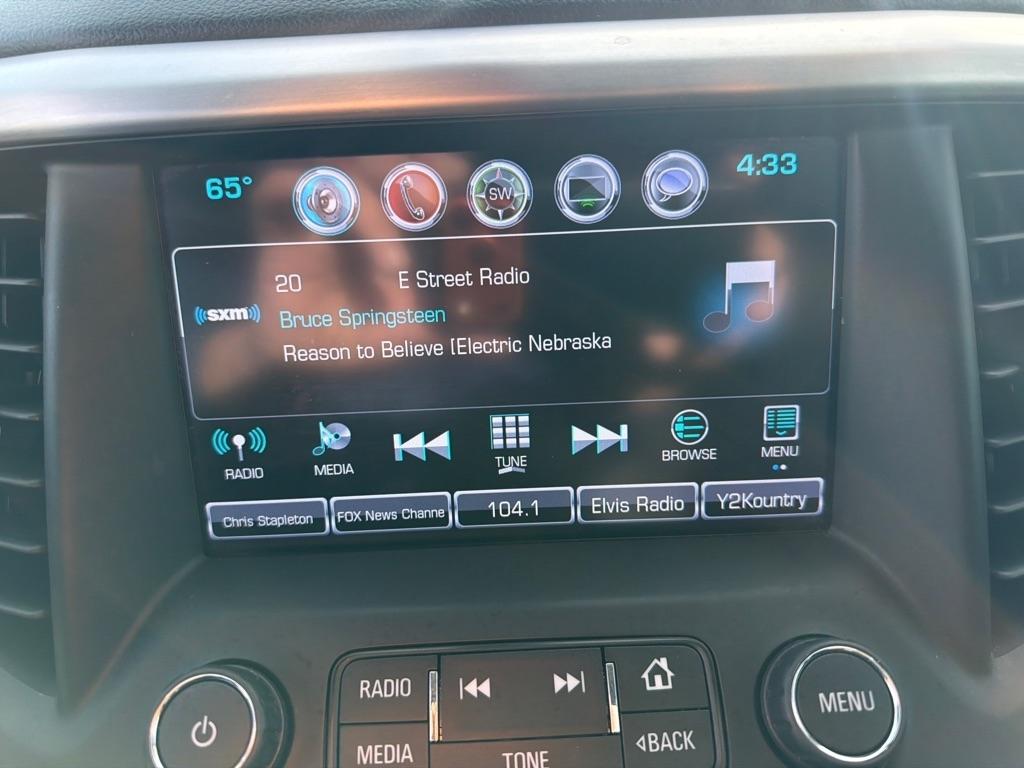 65°
SW
4:33
20 E Street Radio
sxm
Bruce Springsteen
Reason to Believe [Electric Nebraska
RADIO
MEDIA
TUNE
BROWSE
MENU
Chris Stapleton
FOX News Channe
104.1
Elvis Radio
Y2Kountry
RADIO
MENU
MEDIA
TONE
BACK